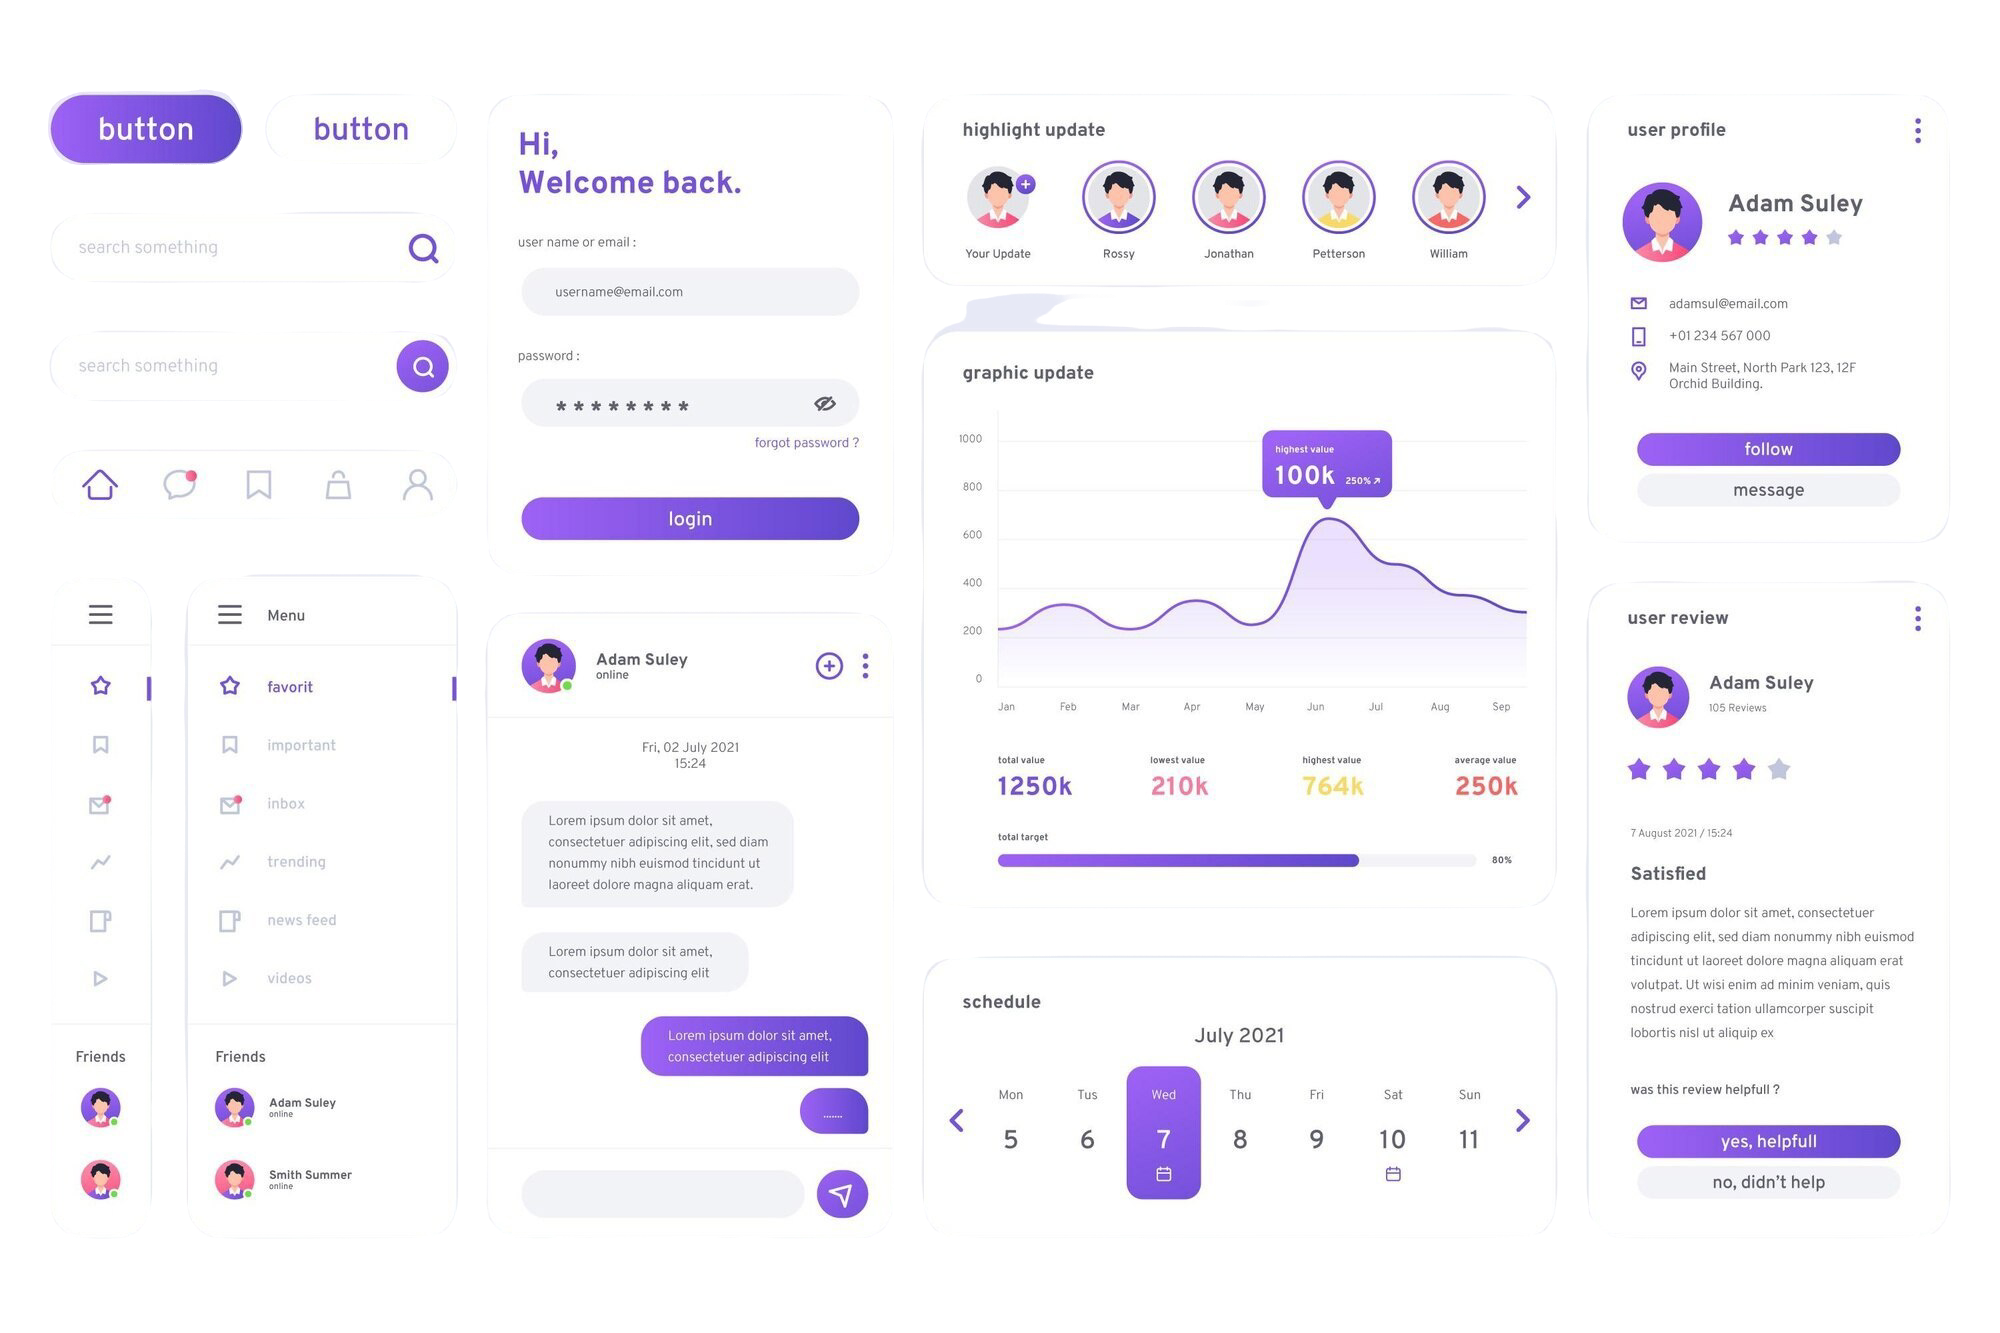 button
button
search something
search something
Menu
favorit
important
inbox
trending
news feed
videos
Friends
Friends
Adam Suley
online
Smith Summer
online
Hi,
Welcome back.
user name or email :
username@email.com
password :
********
forgot password ?
login
Adam Suley
online
Fri, 02 July 2021
15:24
Lorem ipsum dolor sit amet,
consectetuer adipiscing elit, sed diam
nonummy nibh euismod tincidunt ut
laoreet dolore magna aliquam erat.
Lorem ipsum dolor sit amet,
consectetuer adipiscing elit
Lorem ipsum dolor sit amet,
consectetuer adipiscing elit
.......
highlight update
Your Update
Rossy
Jonathan
Petterson
William
graphic update
1000
800
600
400
200
0
highest value
100k 250%
Jan Feb Mar Apr May Jun Jul Aug Sep
total value
1250k
lowest value
210k
highest value
764k
average value
250k
total target
80%
schedule
July 2021
Mon Tus Wed Thu Fri Sat Sun
5 6 7 8 9 10 11
user profile
Adam Suley
adamsul@email.com
+01 234 567 000
Main Street, North Park 123, 12F
Orchid Building.
follow
message
user review
Adam Suley
105 Reviews
7 August 2021 / 15:24
Satisfied
Lorem ipsum dolor sit amet, consectetuer
adipiscing elit, sed diam nonummy nibh euismod
tincidunt ut laoreet dolore magna aliquam erat
volutpat. Ut wisi enim ad minim veniam, quis
nostrud exerci tation ullamcorper suscipit
lobortis nisl ut aliquip ex
was this review helpfull ?
yes, helpfull
no, didn't help